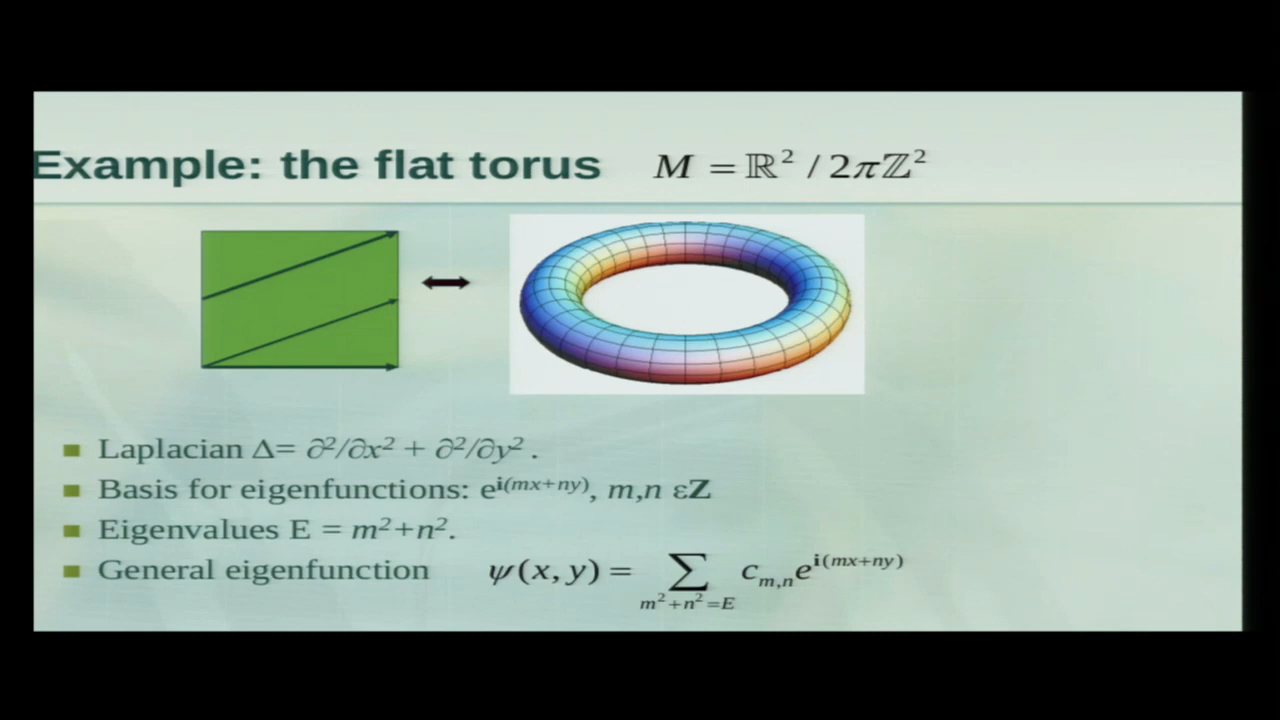 Example: the flat torus M = ℝ² / 2πℤ²
Laplacian Δ= ∂²/∂x² + ∂²/∂y² .
Basis for eigenfunctions: e^{i(mx+ny)}, m,n εZ
Eigenvalues E = m²+n².
General eigenfunction ψ(x, y) = ∑_{m²+n²=E} c_{m,n}e^{i(mx+ny)}